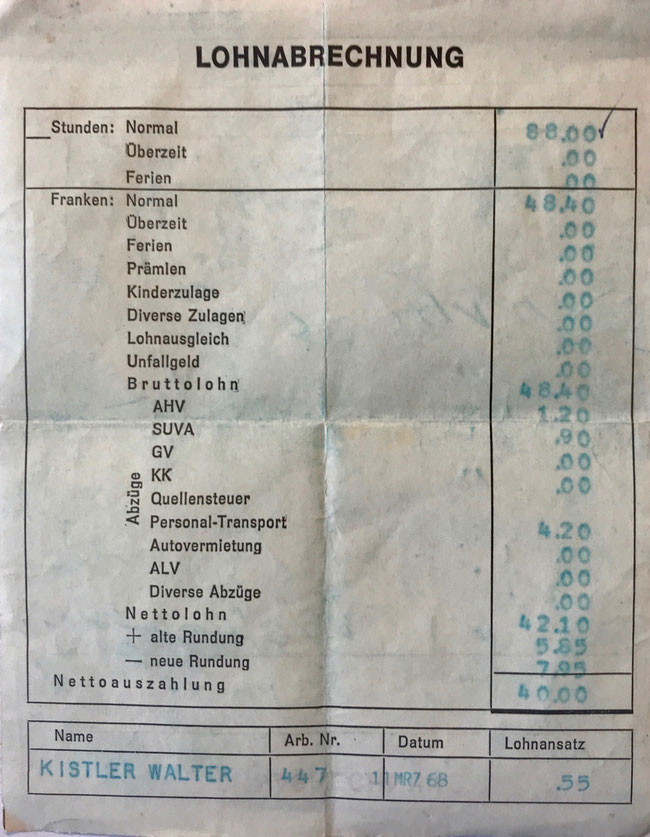 LOHNABRECHNUNG
Stunden: Normal 88.00 ✓
Überzeit .00
Ferien .00
Franken: Normal 48.40
Überzeit .00
Ferien .00
Prämien .00
Kinderzulage .00
Diverse Zulagen .00
Lohnausgleich .00
Unfallgeld .00
Bruttolohn 48.40
Abzüge
AHV 1.20
SUVA .90
GV .00
KK .00
Quellensteuer
Personal-Transport 4.20
Autovermietung .00
ALV .00
Diverse Abzüge .00
Nettolohn 42.10
+ alte Rundung 5.85
— neue Rundung 7.95
Nettoauszahlung 40.00
Name Arb. Nr. Datum Lohnansatz
KISTLER WALTER 447 11 MRZ 68 .55